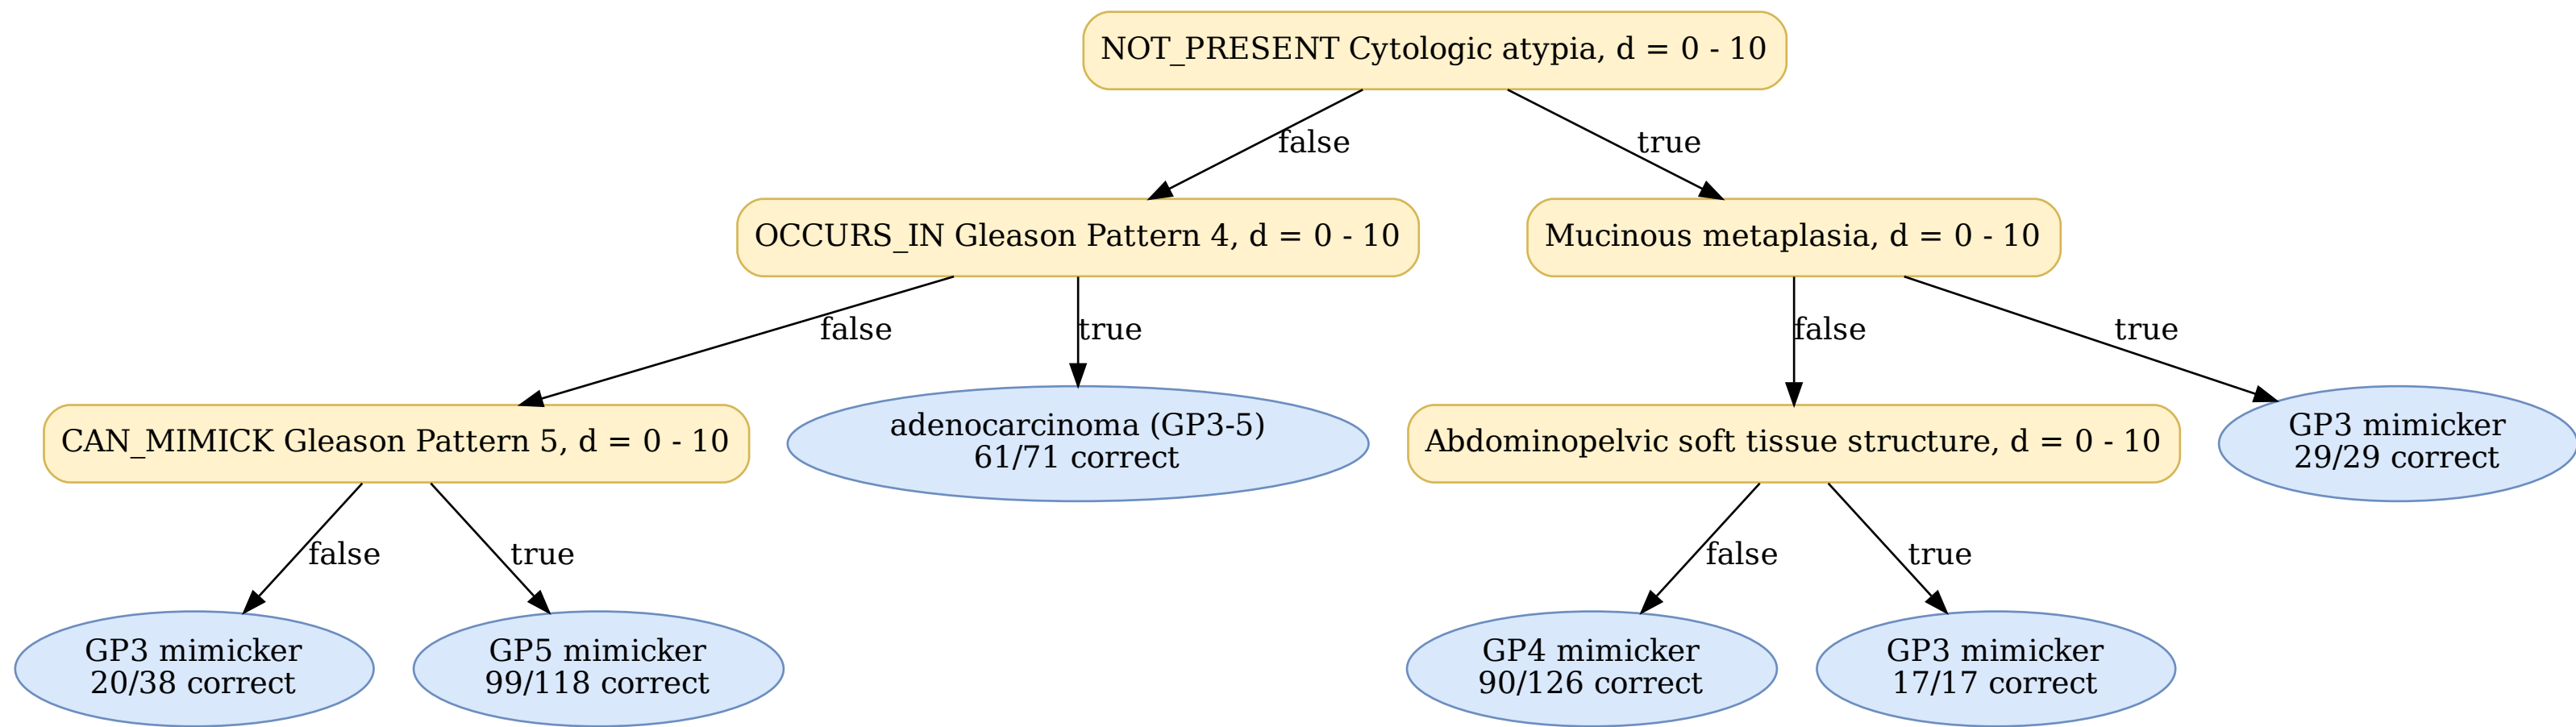 NOT_PRESENT Cytologic atypia, d = 0 - 10
false
true
OCCURS_IN Gleason Pattern 4, d = 0 - 10
Mucinous metaplasia, d = 0 - 10
false
true
false
true
CAN_MIMICK Gleason Pattern 5, d = 0 - 10
adenocarcinoma (GP3-5)
61/71 correct
Abdominopelvic soft tissue structure, d = 0 - 10
GP3 mimicker
29/29 correct
false
true
false
true
GP3 mimicker
20/38 correct
GP5 mimicker
99/118 correct
GP4 mimicker
90/126 correct
GP3 mimicker
17/17 correct